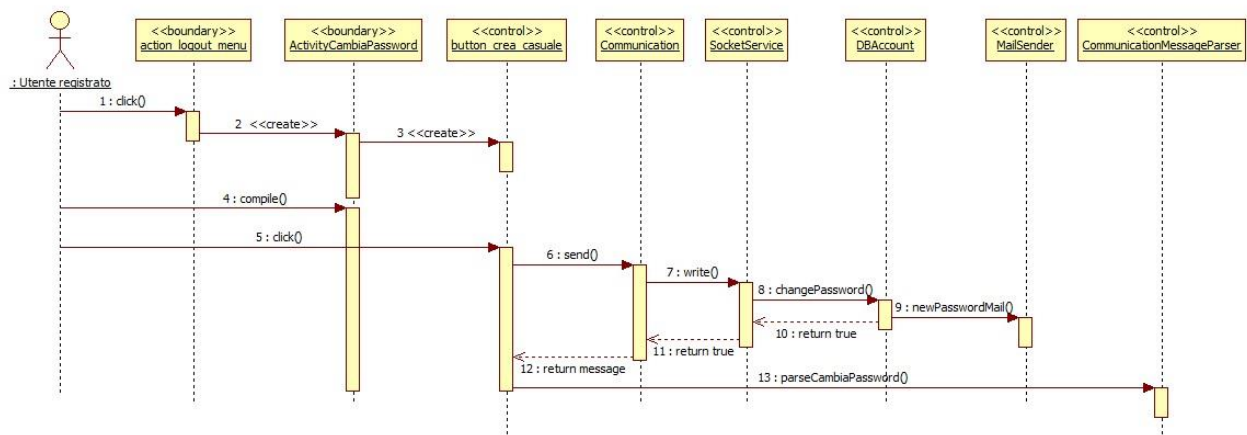 <<boundary>>
action_logout_menu
<<boundary>>
ActivityCambiaPassword
<<control>>
button_crea_casuale
<<control>>
Communication
<<control>>
SocketService
<<control>>
DBAccount
<<control>>
MailSender
<<control>>
CommunicationMessageParser
: Utente registrato
1 : click()
2 <<create>>
3 <<create>>
4 : compile()
5 : click()
6 : send()
7 : write()
8 : changePassword()
9 : newPasswordMail()
10 : return true
11 : return true
12 : return message
13 : parseCambiaPassword()